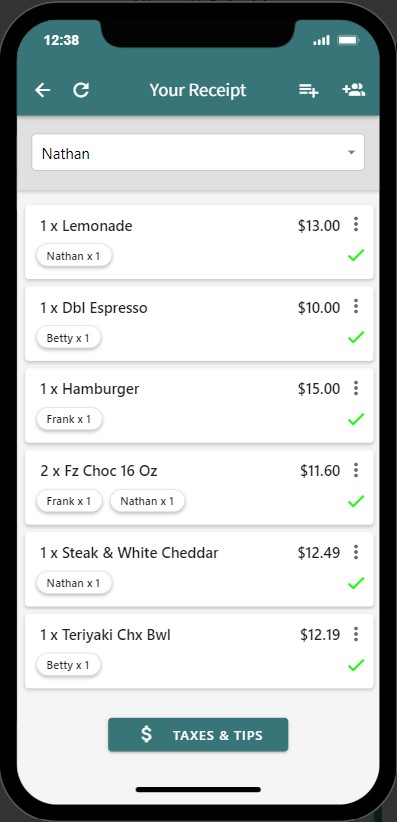 12:38
Your Receipt
Nathan
1 x Lemonade $13.00
Nathan x 1
1 x Dbl Espresso $10.00
Betty x 1
1 x Hamburger $15.00
Frank x 1
2 x Fz Choc 16 Oz $11.60
Frank x 1 Nathan x 1
1 x Steak & White Cheddar $12.49
Nathan x 1
1 x Teriyaki Chx Bwl $12.19
Betty x 1
$ TAXES & TIPS